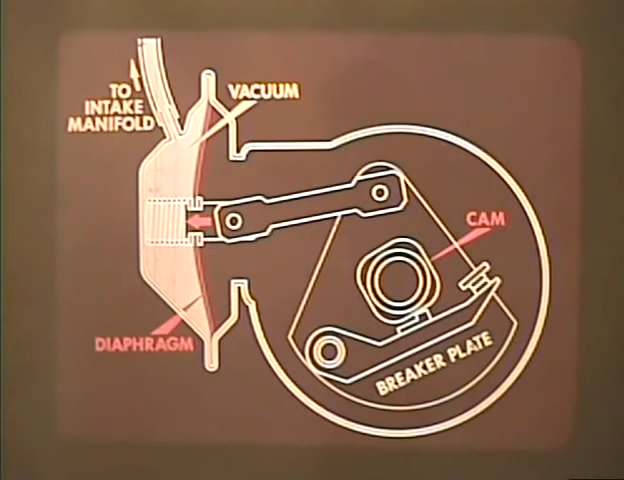 TO
INTAKE
MANIFOLD
VACUUM
CAM
DIAPHRAGM
BREAKER PLATE